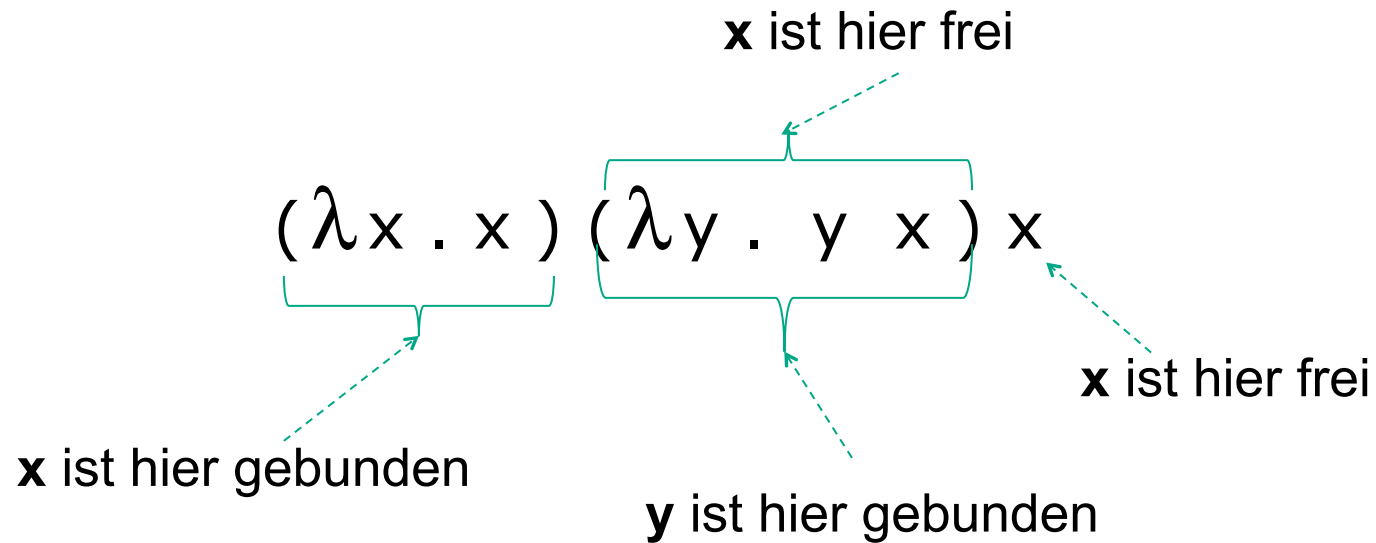 x ist hier frei
(λx . x) (λy . y x) x
x ist hier frei
x ist hier gebunden
y ist hier gebunden